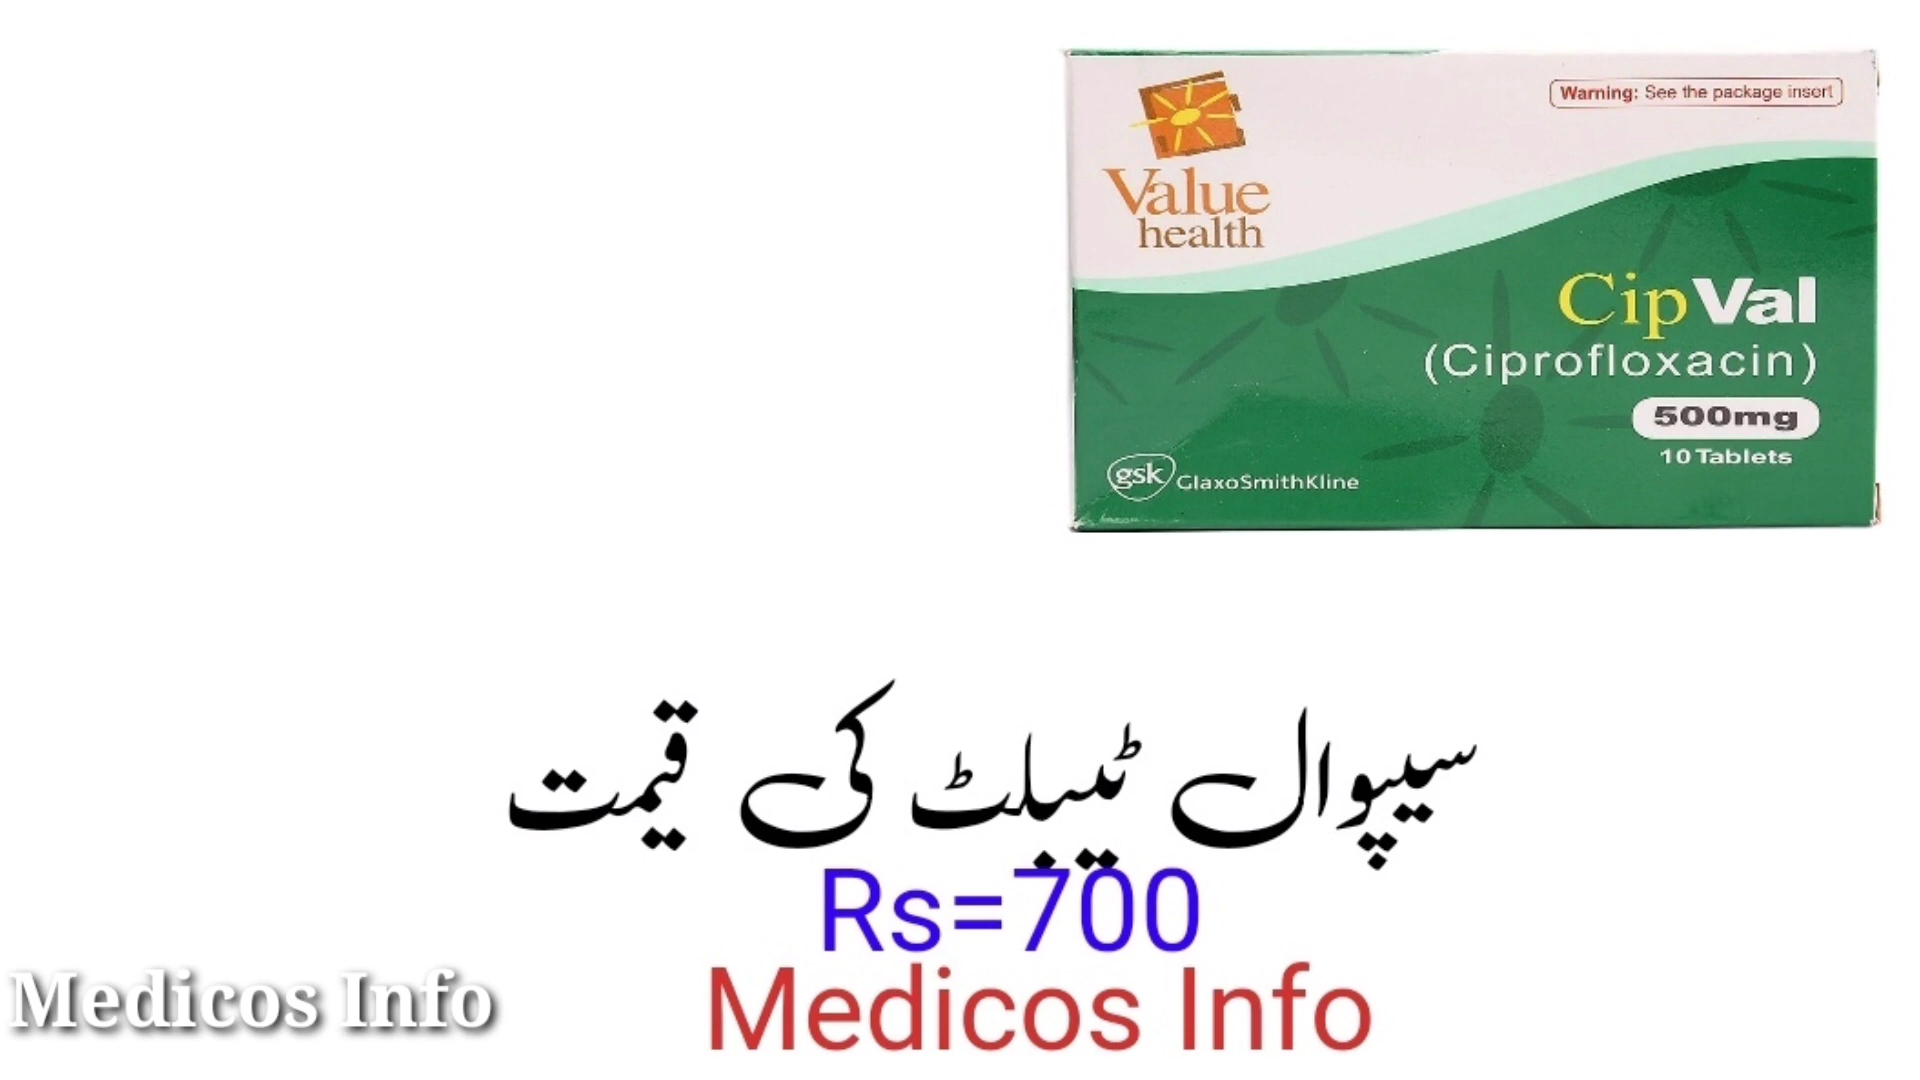 Warning: See the package insert
Value
health
CipVal
(Ciprofloxacin)
500mg
10 Tablets
gsk GlaxoSmithKline
سیپوال ٹیبلٹ کی قیمت
Rs=700
Medicos Info
Medicos Info